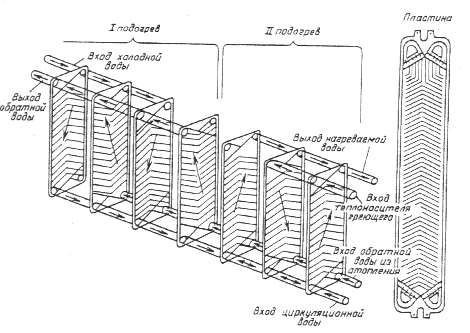 I подогрев
II подогрев
Пластина
Вход холодной
воды
Выход
обратной
воды
Выход нагреваемой
воды
Вход
теплоносителя
греющего
Вход обратной
воды из
отопления
Вход циркуляционной
воды